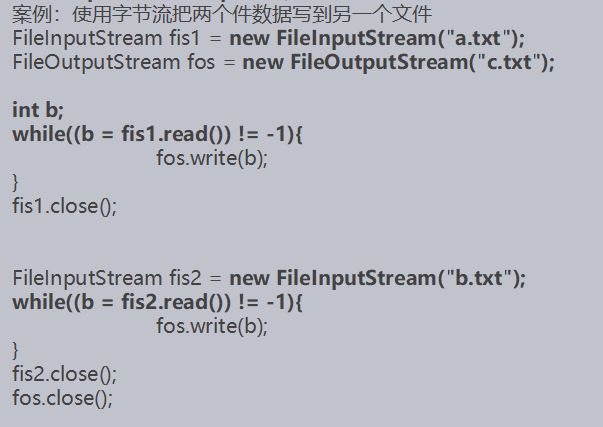 案例：使用字节流把两个件数据写到另一个文件
FileInputStream fis1 = new FileInputStream("a.txt");
FileOutputStream fos = new FileOutputStream("c.txt");
int b;
while((b = fis1.read()) != -1){
fos.write(b);
}
fis1.close();
FileInputStream fis2 = new FileInputStream("b.txt");
while((b = fis2.read()) != -1){
fos.write(b);
}
fis2.close();
fos.close();